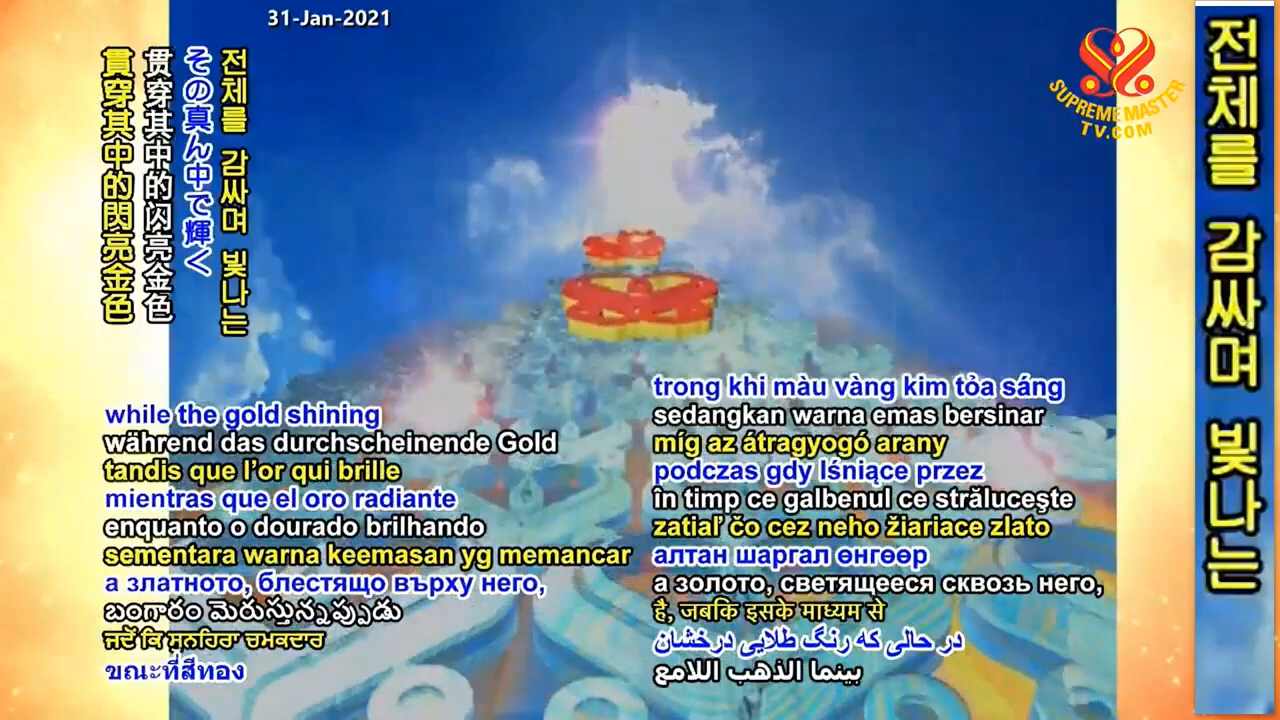 31-Jan-2021
SUPREME MASTER
TV.COM
전체를 감싸며 빛나는
その真ん中で輝く
贯穿其中的闪亮金色
貫穿其中的閃亮金色
전체를 감싸며 빛나는
while the gold shining
während das durchscheinende Gold
tandis que l’or qui brille
mientras que el oro radiante
enquanto o dourado brilhando
sementara warna keemasan yg memancar
а златното, блестящо върху него,
బంగారం మెరుస్తున్నప్పుడు
ਜਦੋਂ ਕਿ ਸੁਨਹਿਰਾ ਚਮਕਦਾਰ
ขณะที่สีทอง
trong khi màu vàng kim tỏa sáng
sedangkan warna emas bersinar
míg az átragyogó arany
podczas gdy lśniące przez
în timp ce galbenul ce străluceşte
zatiaľ čo cez neho žiariace zlato
алтан шаргал өнгөөр
а золото, светящееся сквозь него,
है, जबकि इसके माध्यम से
در حالی که رنگ طلایی درخشان
بينما الذهب اللامع